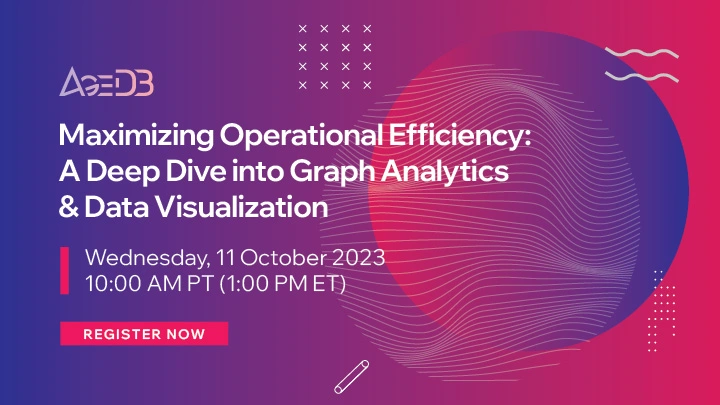 AGEDB
Maximizing Operational Efficiency:
A Deep Dive into Graph Analytics
& Data Visualization
Wednesday, 11 October 2023
10:00 AM PT (1:00 PM ET)
REGISTER NOW